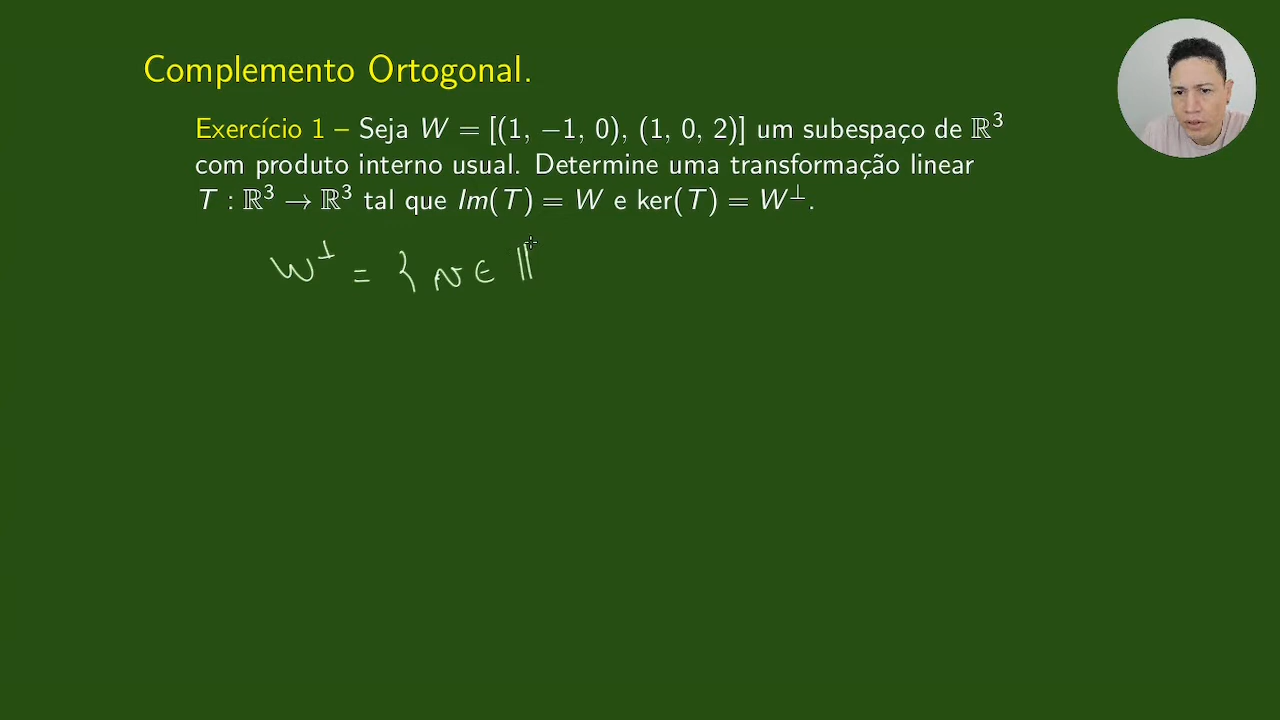 Complemento Ortogonal.
Exercício 1 – Seja W = [(1, −1, 0), (1, 0, 2)] um subespaço de ℝ³
com produto interno usual. Determine uma transformação linear
T : ℝ³ → ℝ³ tal que Im(T) = W e ker(T) = W⊥.
W⊥ = { v ∈